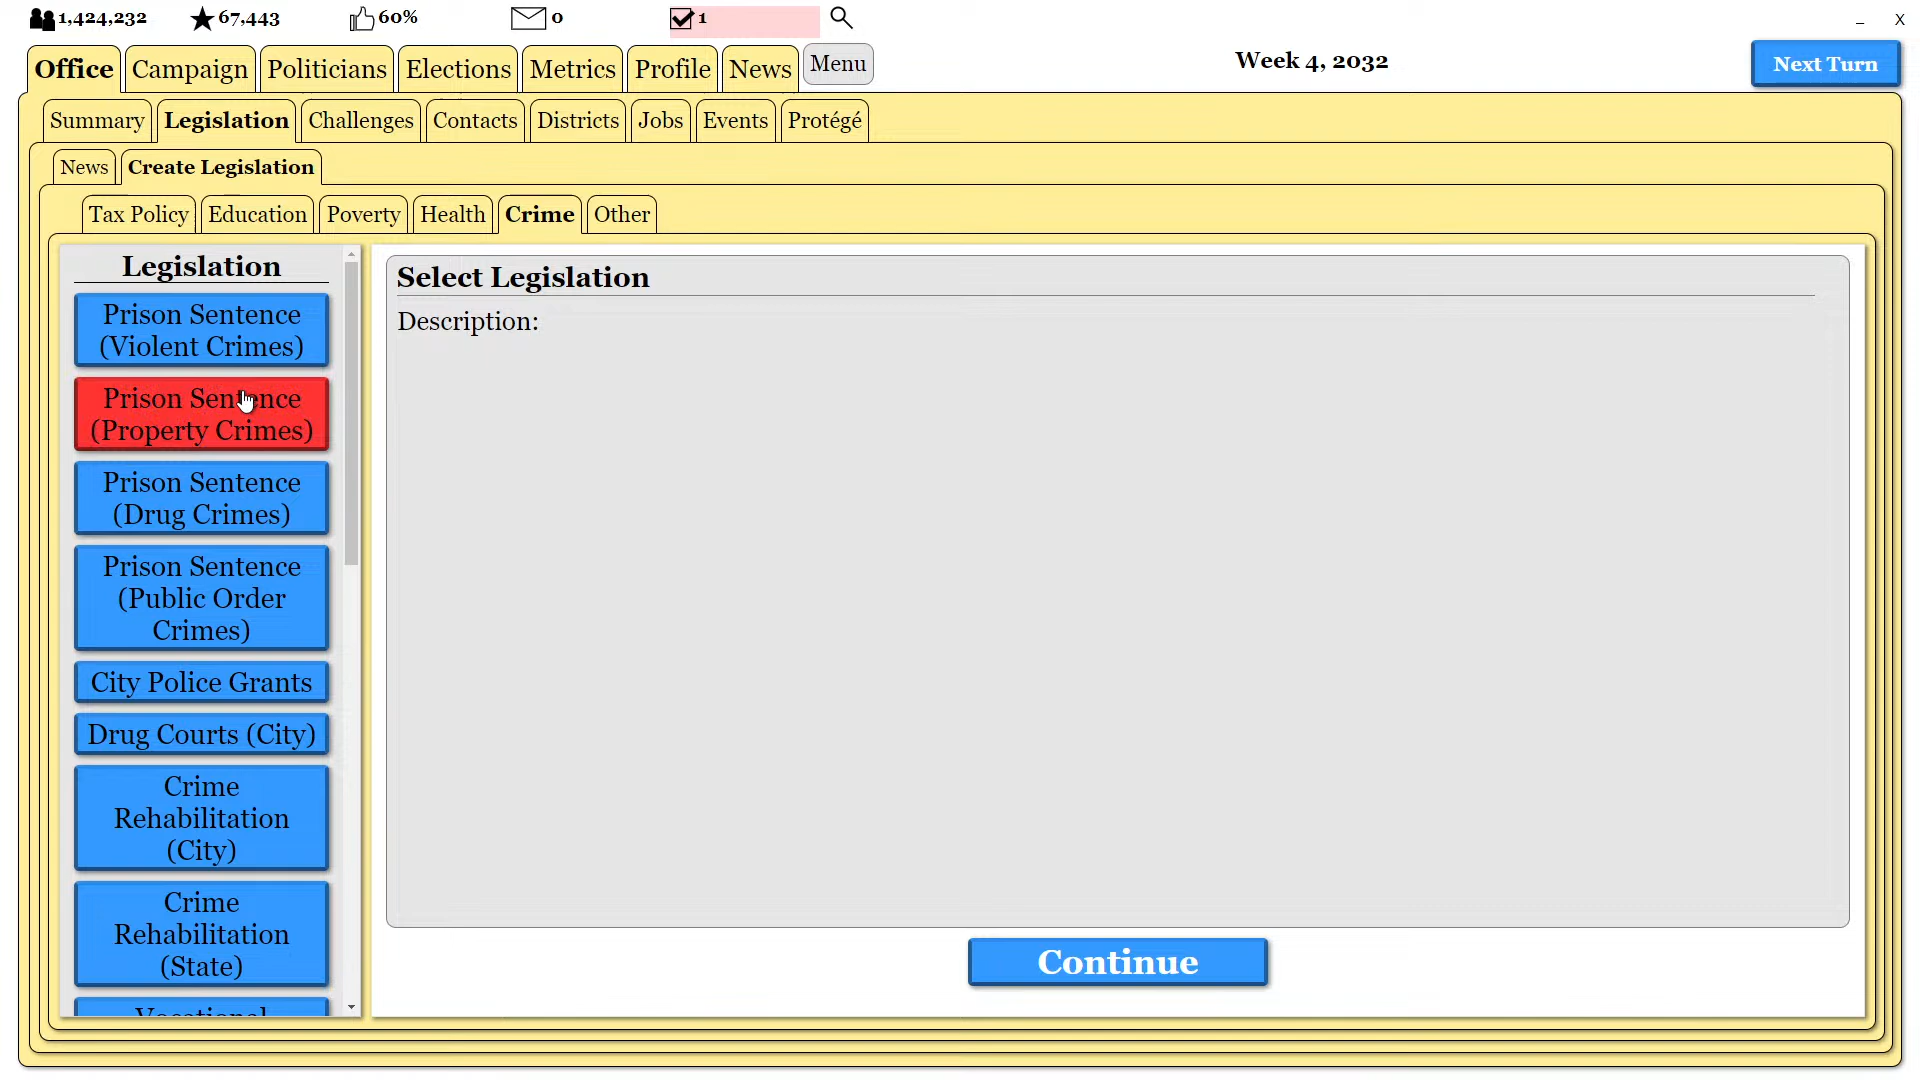 1,424,232 67,443 60% 0 1
Office Campaign Politicians Elections Metrics Profile News Menu Week 4, 2032 Next Turn
_ X
Summary Legislation Challenges Contacts Districts Jobs Events Protégé
News Create Legislation
Tax Policy Education Poverty Health Crime Other
Legislation
Prison Sentence
(Violent Crimes)
Prison Sentence
(Property Crimes)
Prison Sentence
(Drug Crimes)
Prison Sentence
(Public Order
Crimes)
City Police Grants
Drug Courts (City)
Crime
Rehabilitation
(City)
Crime
Rehabilitation
(State)
Vocational
Select Legislation
Description:
Continue